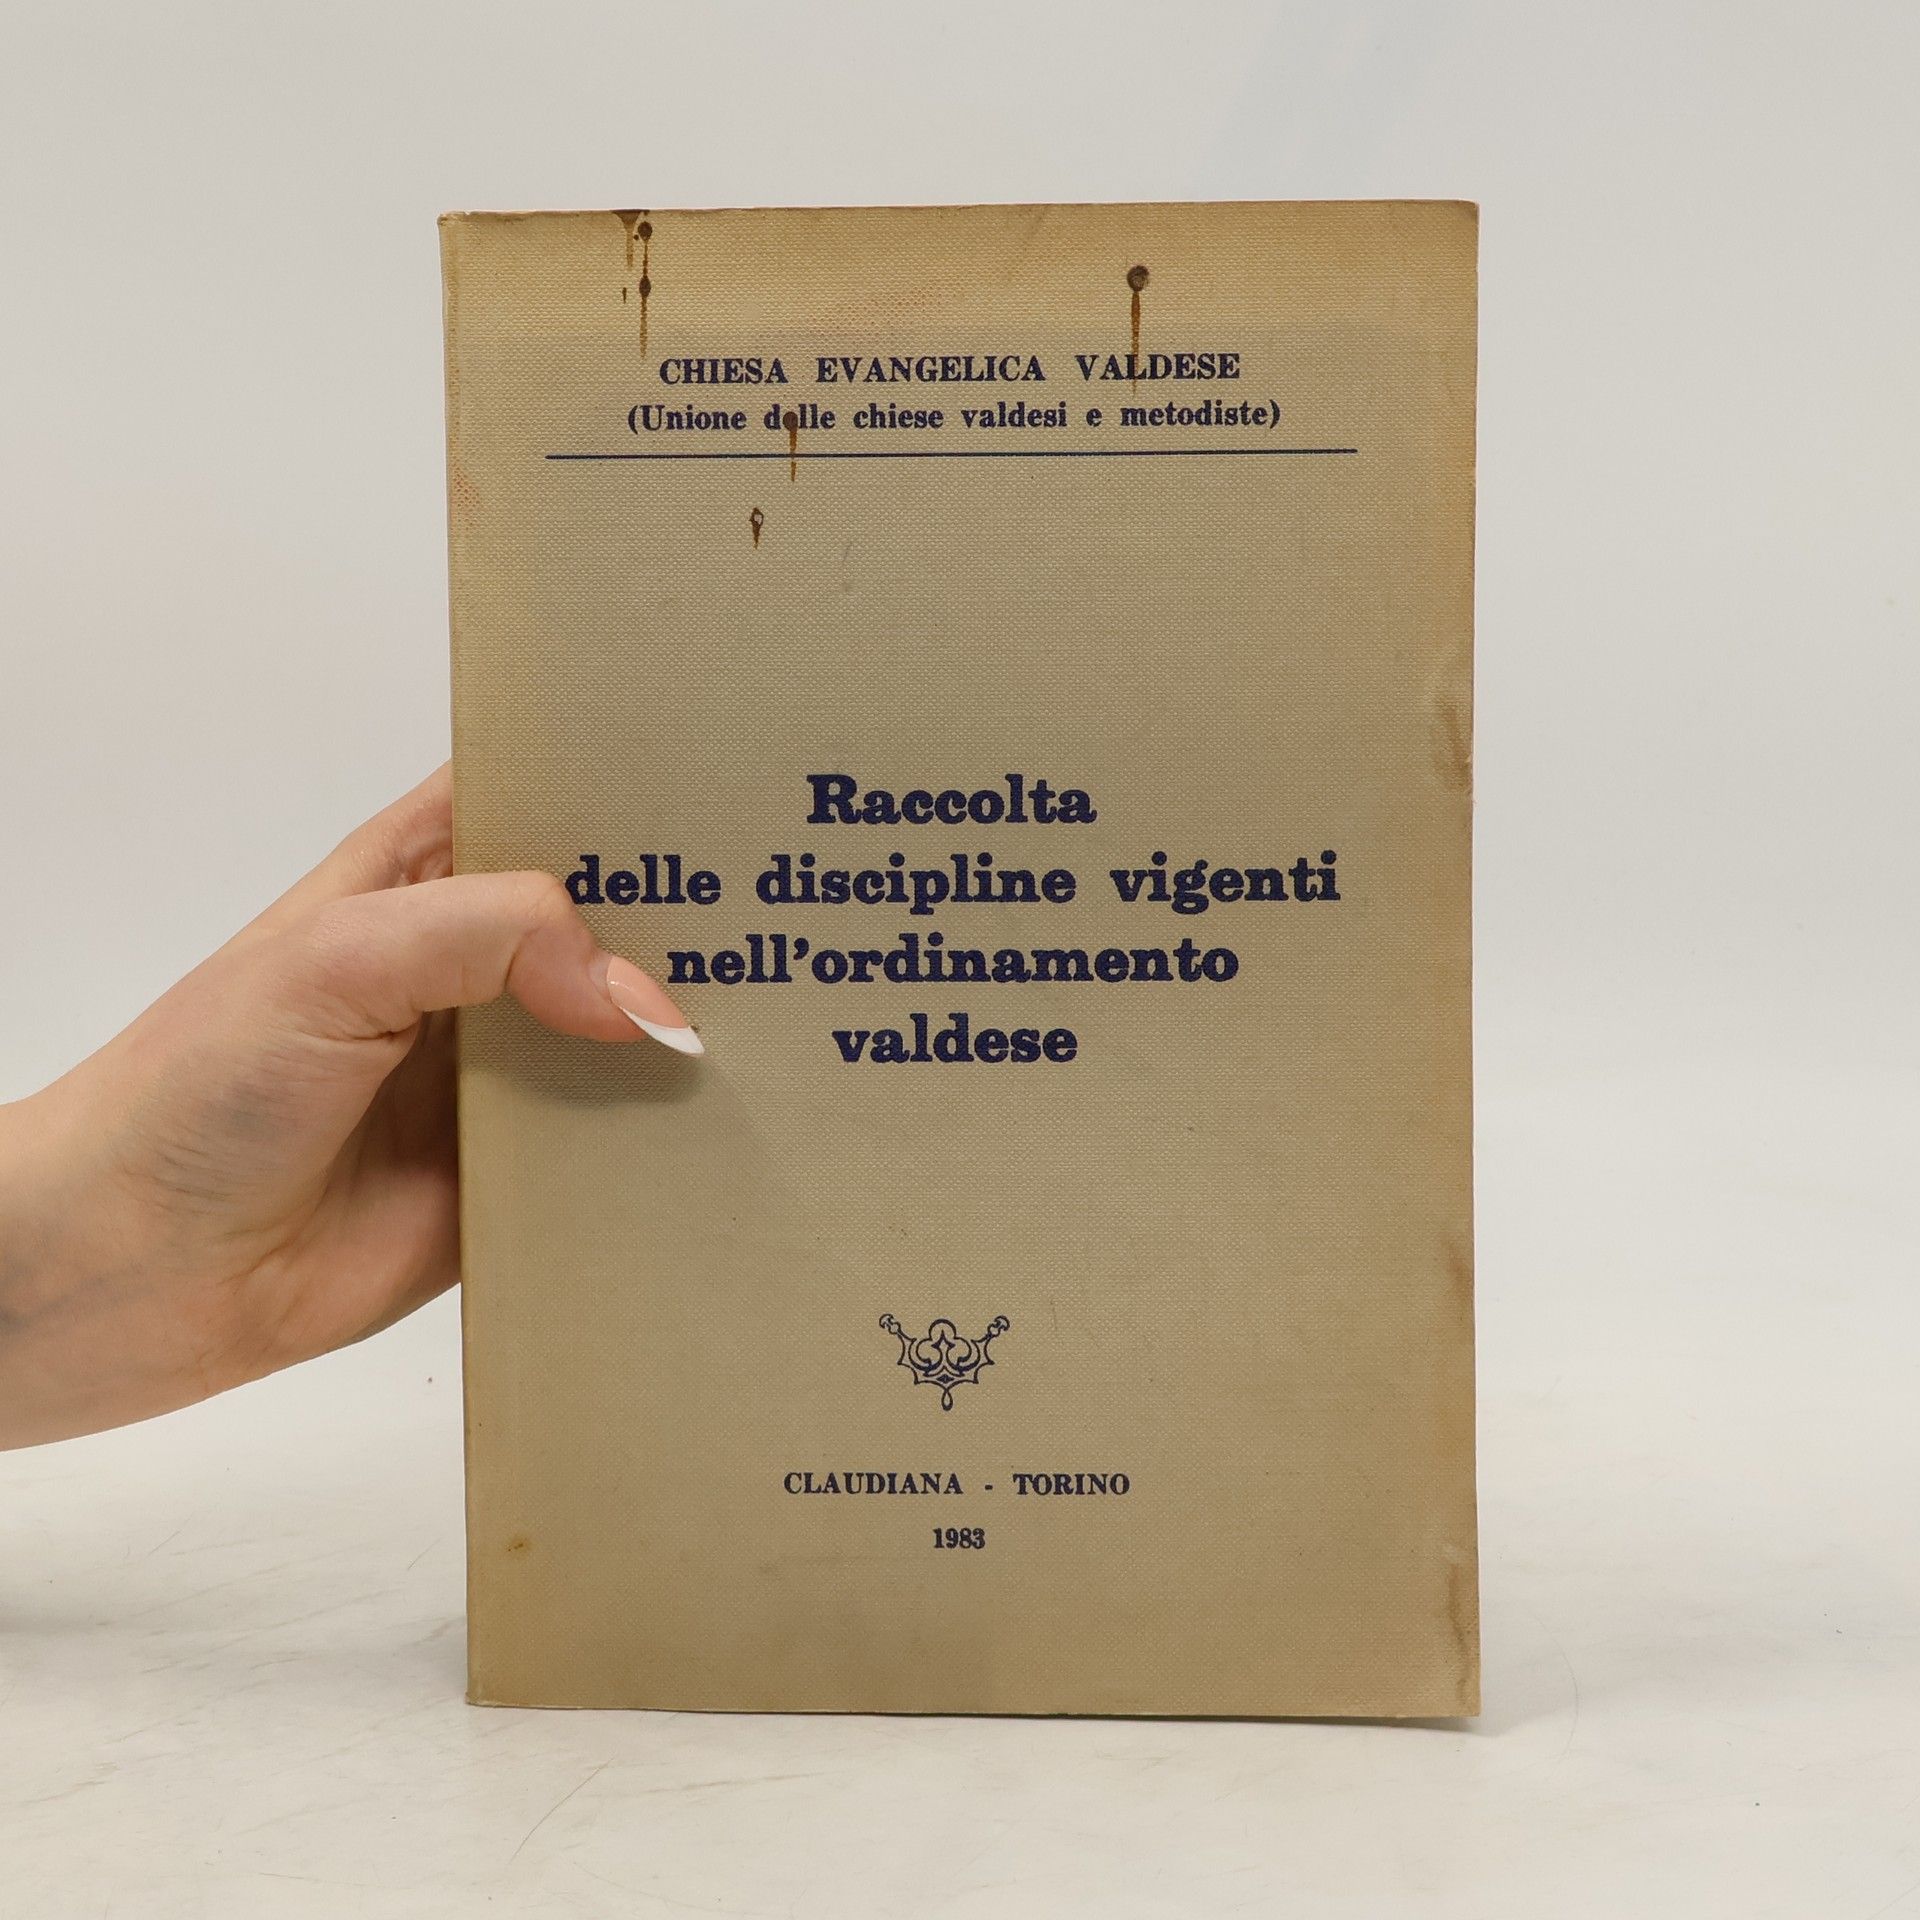 CHIESA EVANGELICA VALDESE
(Unione delle chiese valdesi e metodiste)
Raccolta
delle discipline vigenti
nell'ordinamento
valdese
CLAUDIANA - TORINO
1983